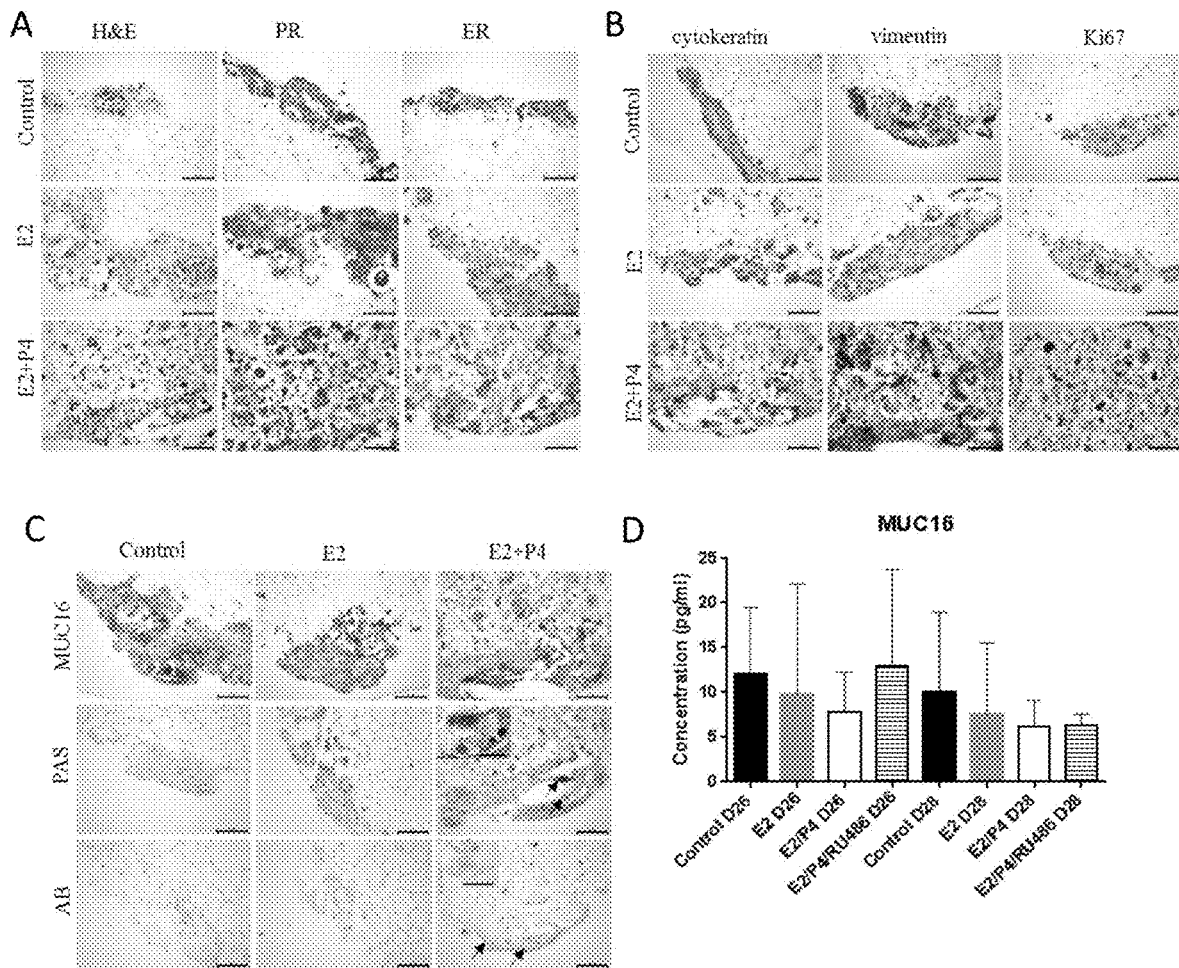 A
H&E PR ER
Control
E2
E2+P4
B
cytokeratin vimentin Ki67
Control
E2
E2+P4
C
Control E2 E2+P4
MUC16
PAS
AB
D
MUC16
Concentration (pg/ml)
25
20
15
10
5
0
Control D26
E2 D26
E2/P4 D26
E2/P4/RU486 D26
Control D28
E2 D28
E2/P4 D28
E2/P4/RU486 D28